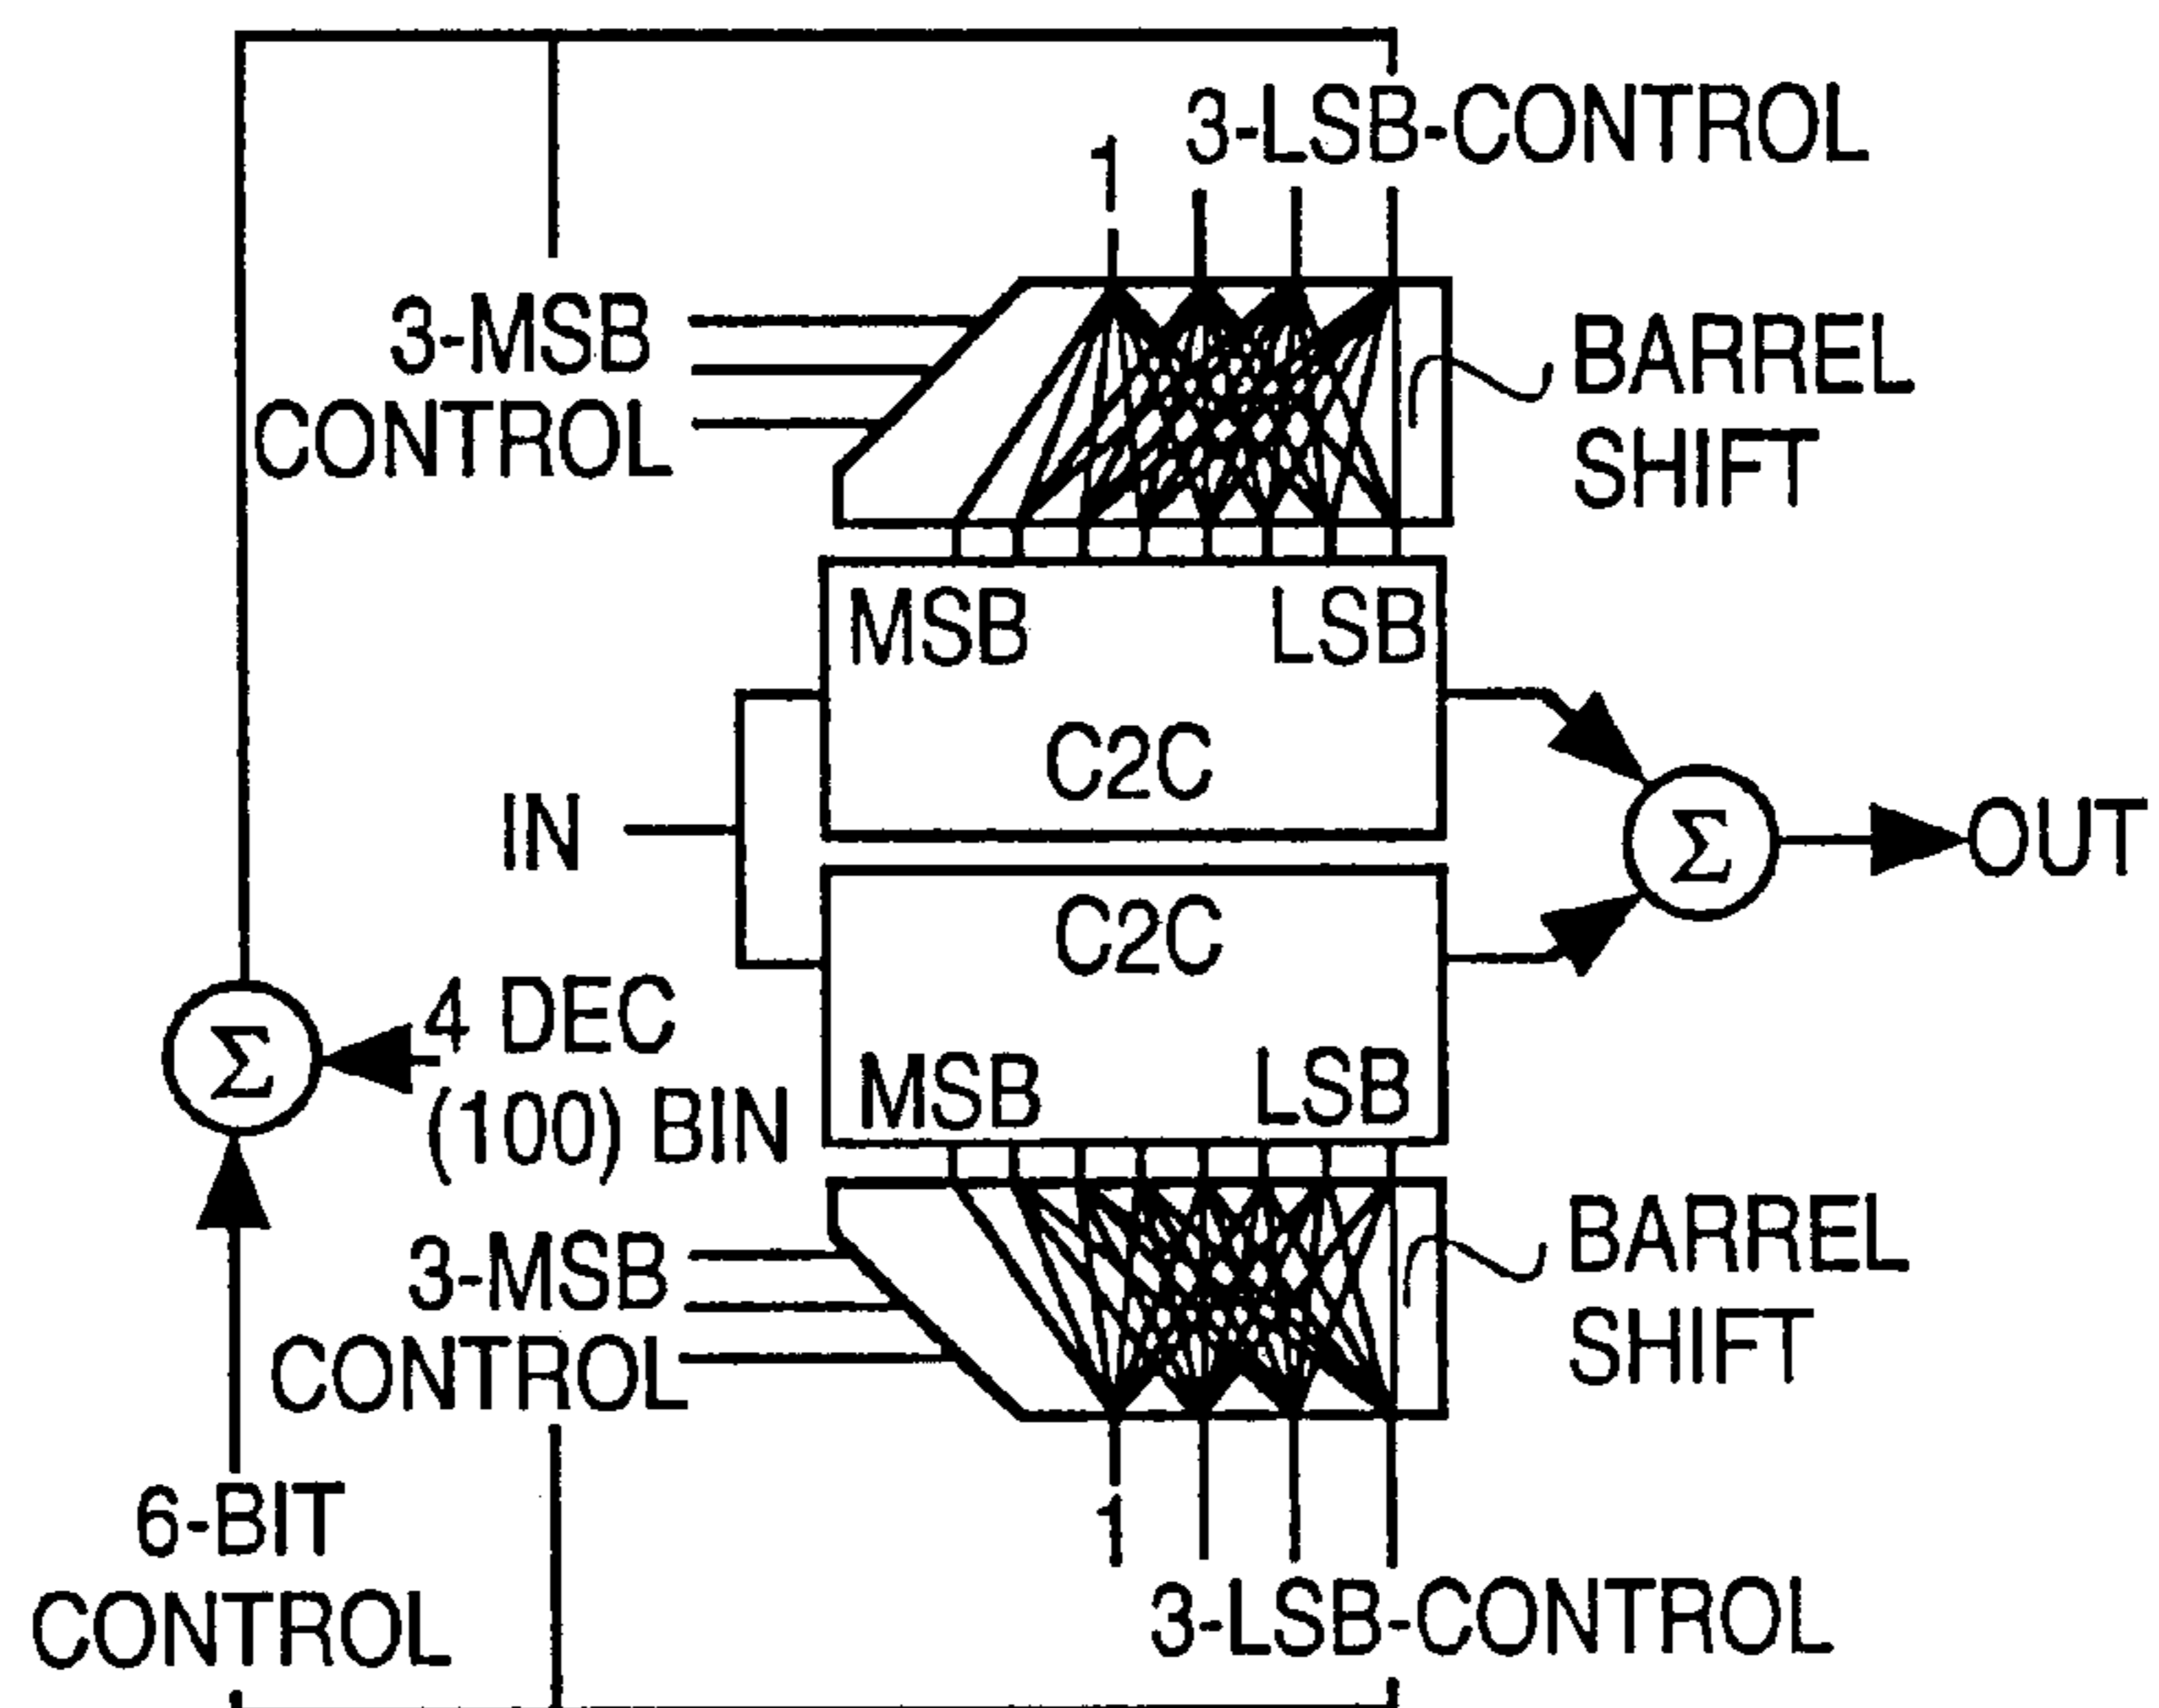 3-LSB-CONTROL
1
3-MSB
CONTROL
BARREL
SHIFT
MSB LSB
C2C
IN
Σ
OUT
C2C
MSB LSB
Σ
4 DEC
(100) BIN
3-MSB
CONTROL
BARREL
SHIFT
6-BIT
CONTROL
1
3-LSB-CONTROL